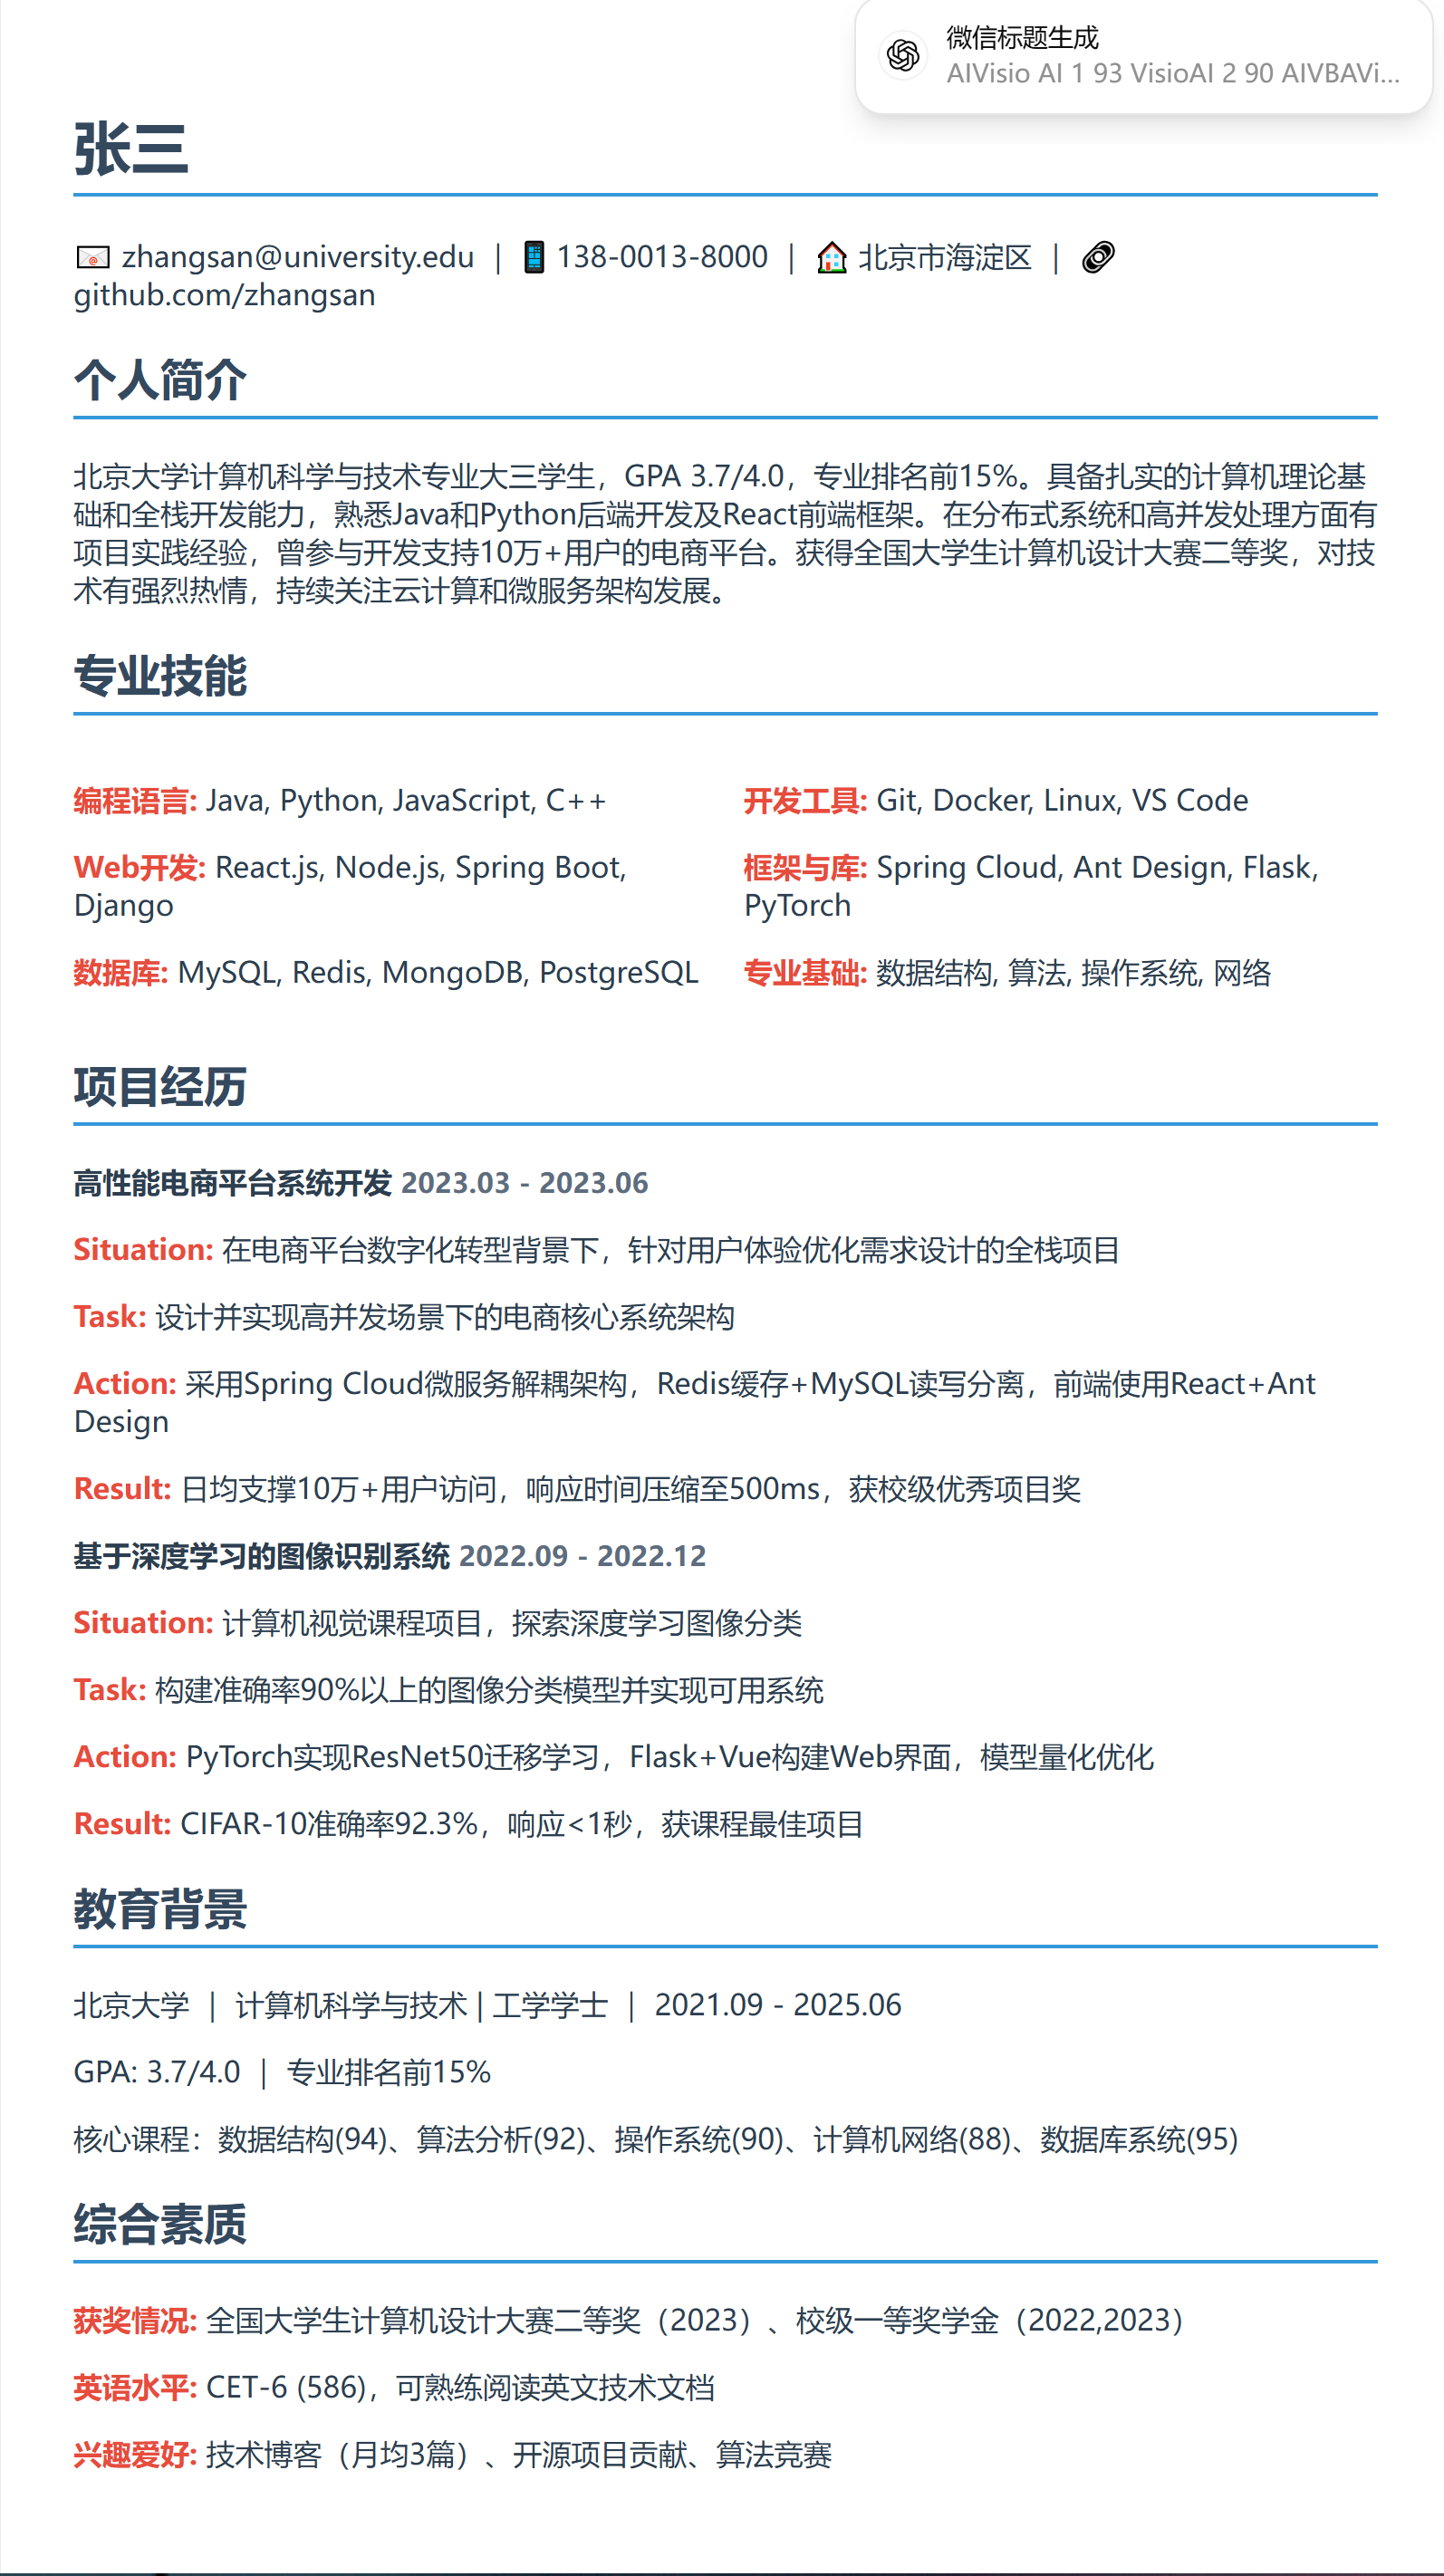 微信标题生成
AIVisio AI 1 93 VisioAI 2 90 AIVBAVi...
张三
zhangsan@university.edu | 138-0013-8000 | 北京市海淀区 |
github.com/zhangsan
个人简介
北京大学计算机科学与技术专业大三学生，GPA 3.7/4.0，专业排名前15%。具备扎实的计算机理论基
础和全栈开发能力，熟悉Java和Python后端开发及React前端框架。在分布式系统和高并发处理方面有
项目实践经验，曾参与开发支持10万+用户的电商平台。获得全国大学生计算机设计大赛二等奖，对技
术有强烈热情，持续关注云计算和微服务架构发展。
专业技能
编程语言: Java, Python, JavaScript, C++
Web开发: React.js, Node.js, Spring Boot,
Django
数据库: MySQL, Redis, MongoDB, PostgreSQL
开发工具: Git, Docker, Linux, VS Code
框架与库: Spring Cloud, Ant Design, Flask,
PyTorch
专业基础: 数据结构, 算法, 操作系统, 网络
项目经历
高性能电商平台系统开发 2023.03 - 2023.06
Situation: 在电商平台数字化转型背景下，针对用户体验优化需求设计的全栈项目
Task: 设计并实现高并发场景下的电商核心系统架构
Action: 采用Spring Cloud微服务解耦架构，Redis缓存+MySQL读写分离，前端使用React+Ant
Design
Result: 日均支撑10万+用户访问，响应时间压缩至500ms，获校级优秀项目奖
基于深度学习的图像识别系统 2022.09 - 2022.12
Situation: 计算机视觉课程项目，探索深度学习图像分类
Task: 构建准确率90%以上的图像分类模型并实现可用系统
Action: PyTorch实现ResNet50迁移学习，Flask+Vue构建Web界面，模型量化优化
Result: CIFAR-10准确率92.3%，响应<1秒，获课程最佳项目
教育背景
北京大学 | 计算机科学与技术 | 工学学士 | 2021.09 - 2025.06
GPA: 3.7/4.0 | 专业排名前15%
核心课程：数据结构(94)、算法分析(92)、操作系统(90)、计算机网络(88)、数据库系统(95)
综合素质
获奖情况: 全国大学生计算机设计大赛二等奖（2023）、校级一等奖学金（2022,2023）
英语水平: CET-6 (586)，可熟练阅读英文技术文档
兴趣爱好: 技术博客（月均3篇）、开源项目贡献、算法竞赛